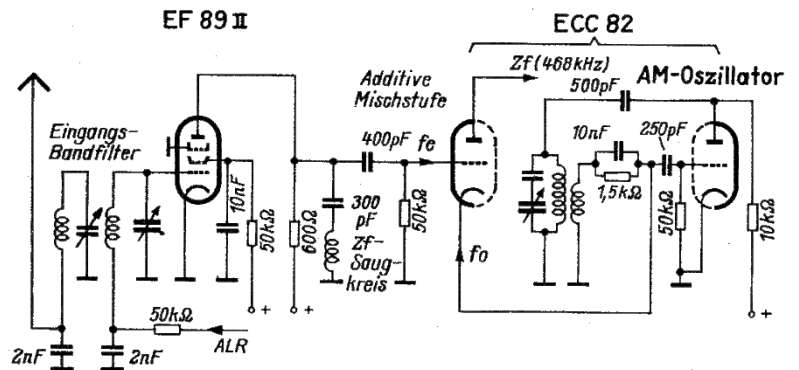 EF 89 II
ECC 82
Additive
Mischstufe
Zf (468kHz)
500pF
AM-Oszillator
Eingangs-
Bandfilter
400pF
fe
10nF
250pF
10nF
50kΩ
600Ω
300
pF
Zf-
Saug-
kreis
50kΩ
1,5kΩ
50kΩ
10kΩ
fo
50kΩ
ALR
+
+
+
2nF
2nF